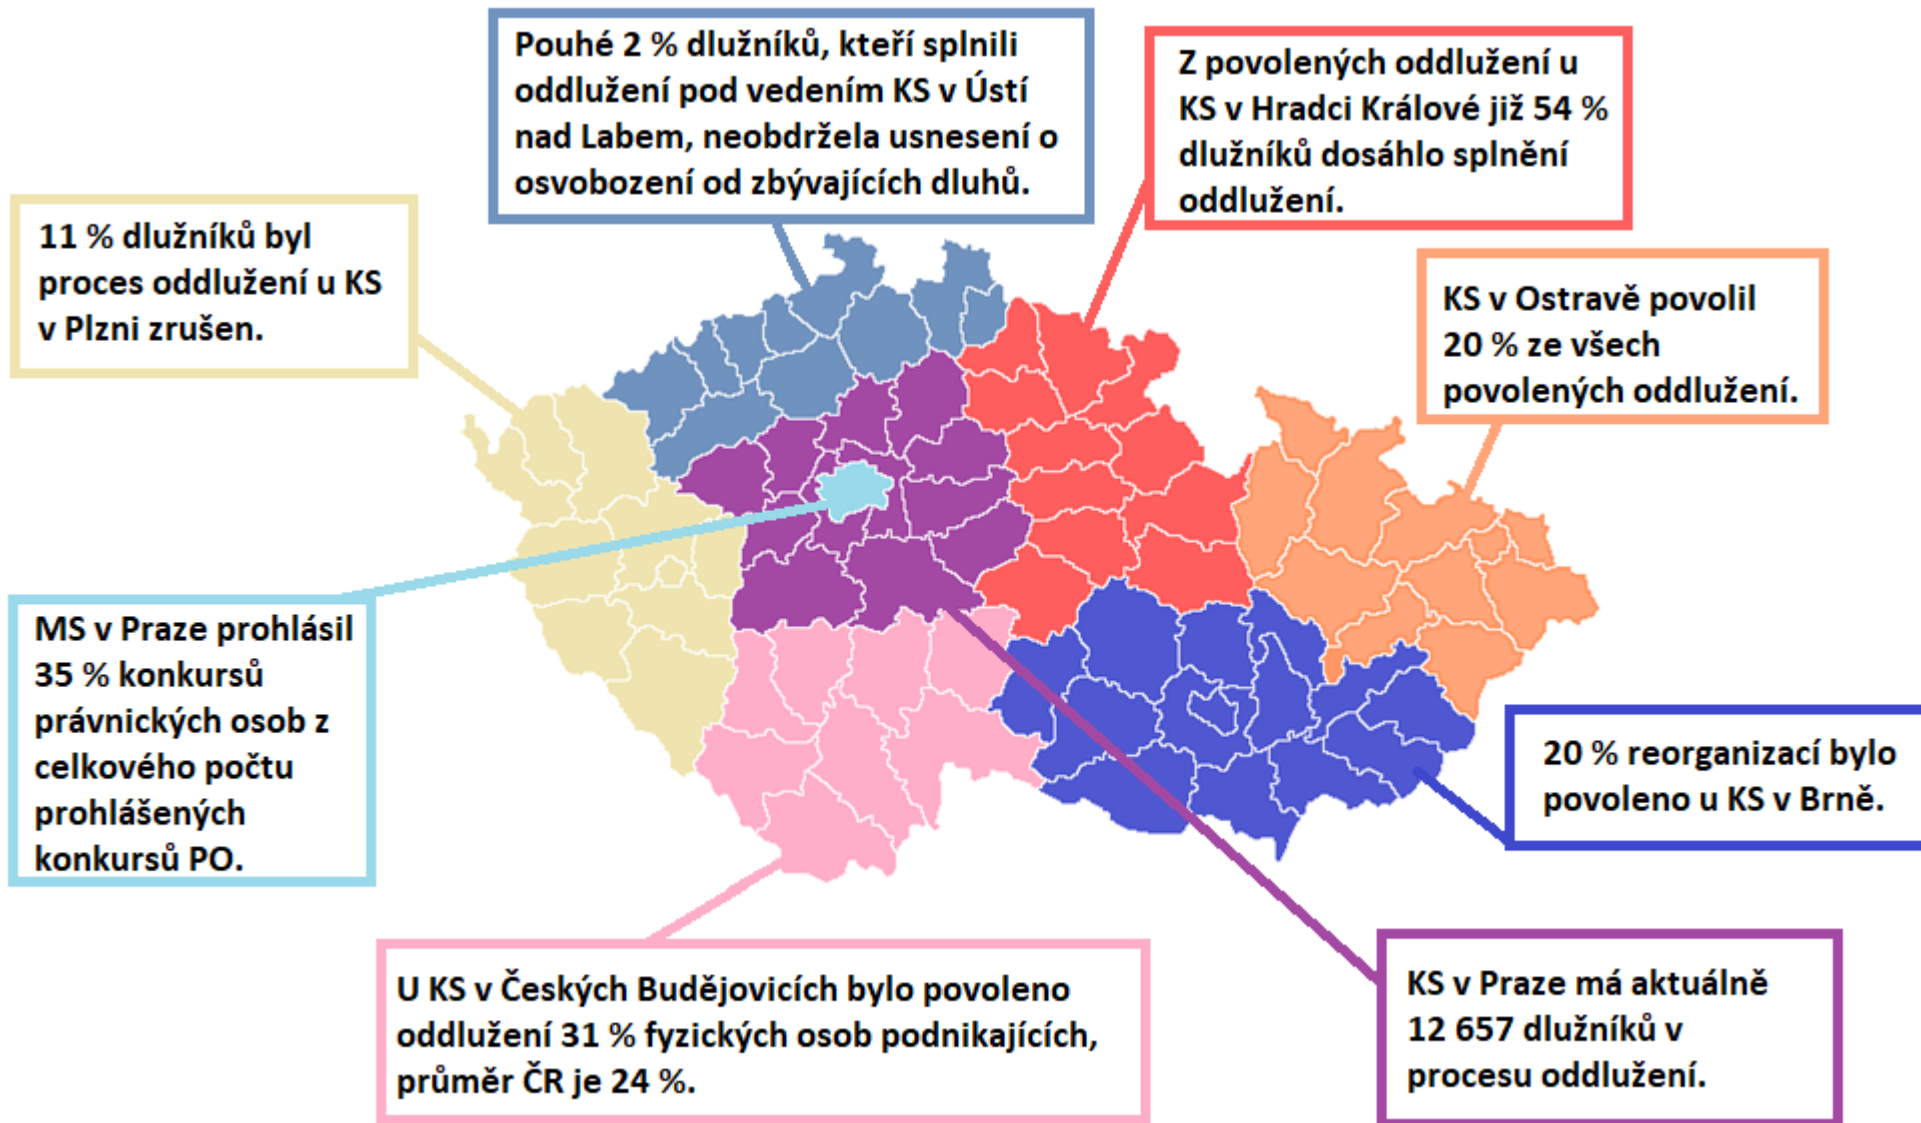 Pouhé 2 % dlužníků, kteří splnili
oddlužení pod vedením KS v Ústí
nad Labem, neobdržela usnesení o
osvobození od zbývajících dluhů.
Z povolených oddlužení u
KS v Hradci Králové již 54 %
dlužníků dosáhlo splnění
oddlužení.
11 % dlužníků byl
proces oddlužení u KS
v Plzni zrušen.
KS v Ostravě povolil
20 % ze všech
povolených oddlužení.
MS v Praze prohlásil
35 % konkursů
právnických osob z
celkového počtu
prohlášených
konkursů PO.
20 % reorganizací bylo
povoleno u KS v Brně.
U KS v Českých Budějovicích bylo povoleno
oddlužení 31 % fyzických osob podnikajících,
průměr ČR je 24 %.
KS v Praze má aktuálně
12 657 dlužníků v
procesu oddlužení.